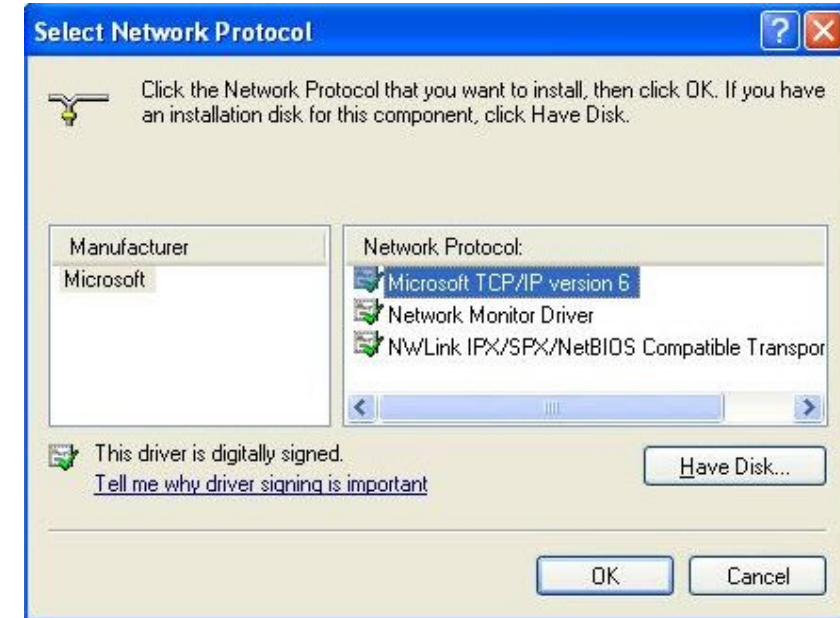 Select Network Protocol
Click the Network Protocol that you want to install, then click OK. If you have
an installation disk for this component, click Have Disk.
Manufacturer
Microsoft
Network Protocol:
Microsoft TCP/IP version 6
Network Monitor Driver
NWLink IPX/SPX/NetBIOS Compatible Transpor
This driver is digitally signed.
Tell me why driver signing is important
Have Disk...
OK
Cancel